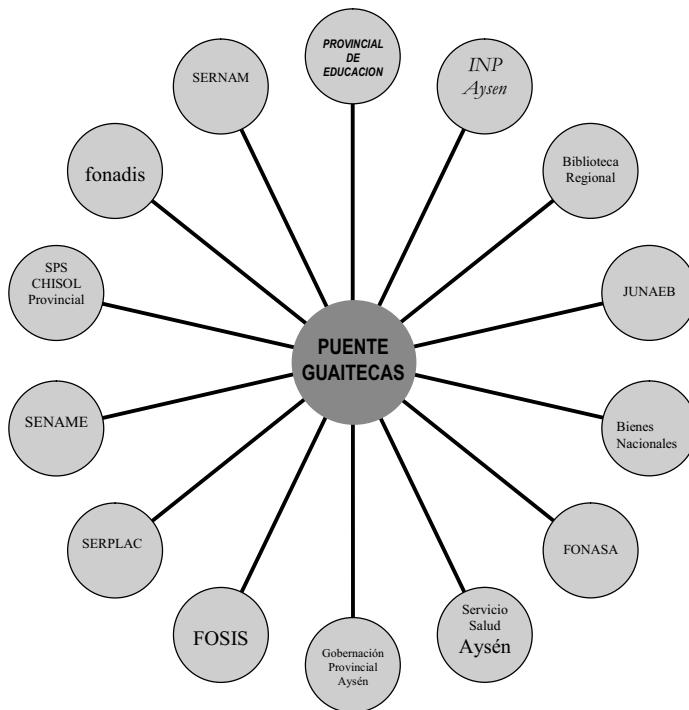 PROVINCIAL
DE
EDUCACION
INP
Aysen
Biblioteca
Regional
JUNAEB
Bienes
Nacionales
FONASA
Servicio
Salud
Aysén
Gobernación
Provincial
Aysén
FOSIS
SERPLAC
SENAME
SPS
CHISOL
Provincial
fonadis
SERNAM
PUENTE
GUAITECAS